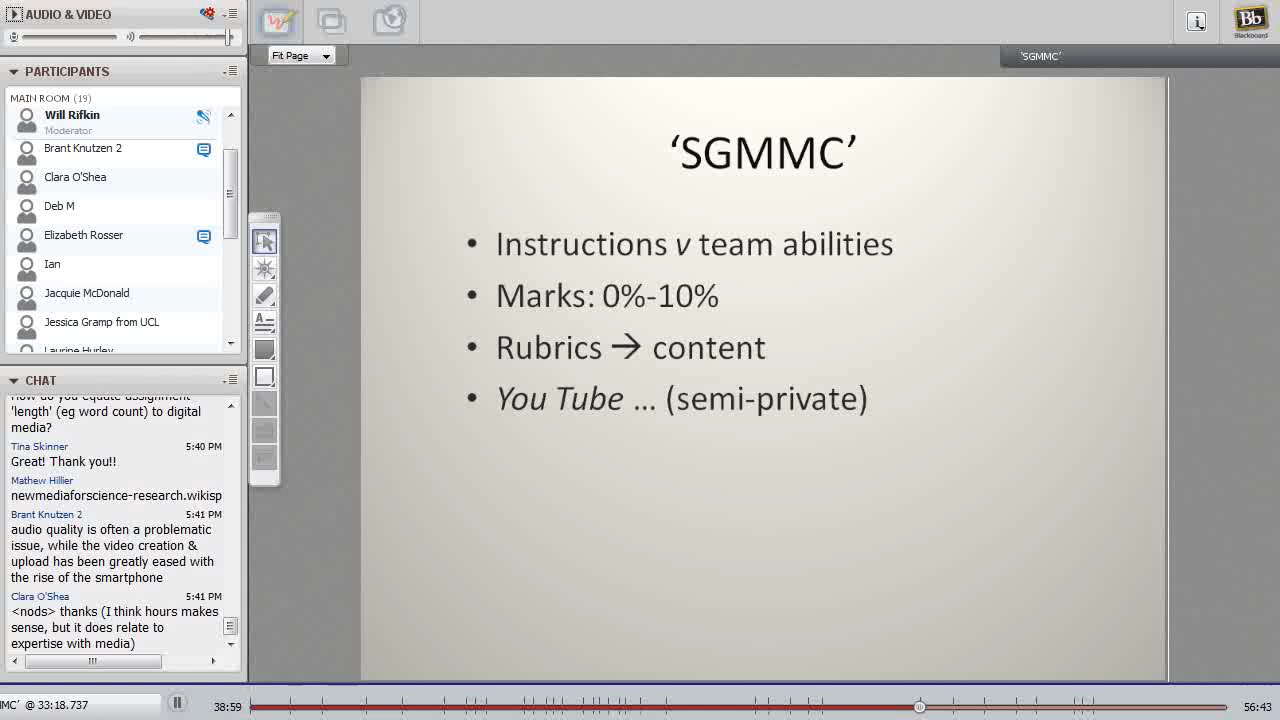 AUDIO & VIDEO
PARTICIPANTS
MAIN ROOM (19)
Will Rifkin
Moderator
Brant Knutzen 2
Clara O'Shea
Deb M
Elizabeth Rosser
Ian
Jacquie McDonald
Jessica Gramp from UCL
Laurine Hurley
CHAT
How do you equate assignment
'length' (eg word count) to digital
media?
Tina Skinner 5:40 PM
Great! Thank you!!
Mathew Hillier
newmediaforscience-research.wikisp
Brant Knutzen 2 5:41 PM
audio quality is often a problematic
issue, while the video creation &
upload has been greatly eased with
the rise of the smartphone
Clara O'Shea 5:41 PM
<nods> thanks (I think hours makes
sense, but it does relate to
expertise with media)
Fit Page
'SGMMC'
Bb
Blackboard
‘SGMMC’
• Instructions v team abilities
• Marks: 0%-10%
• Rubrics → content
• You Tube ... (semi-private)
MC' @ 33:18.737
38:59
56:43